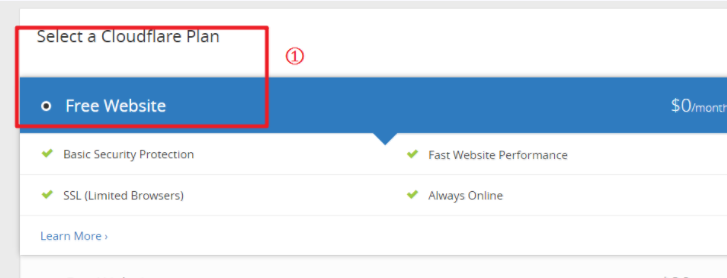 Select a Cloudflare Plan
①
Free Website $0/month
Basic Security Protection Fast Website Performance
SSL (Limited Browsers) Always Online
Learn More ›